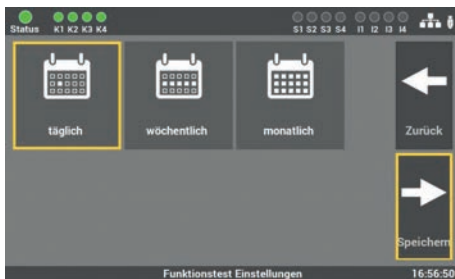 Status K1 K2 K3 K4 S1 S2 S3 S4 I1 I2 I3 I4
täglich wöchentlich monatlich Zurück
Speichern
Funktionstest Einstellungen 16:56:50